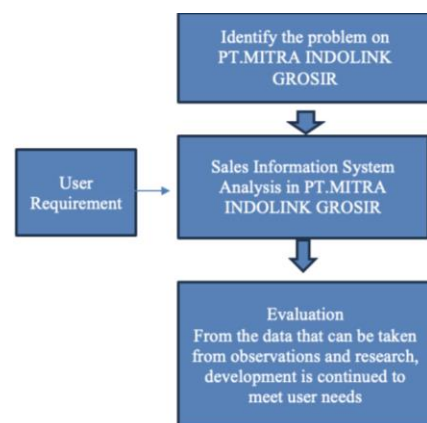 Identify the problem on
PT.MITRA INDOLINK
GROSIR
User
Requirement
Sales Information System
Analysis in PT.MITRA
INDOLINK GROSIR
Evaluation
From the data that can be taken
from observations and research,
development is continued to
meet user needs